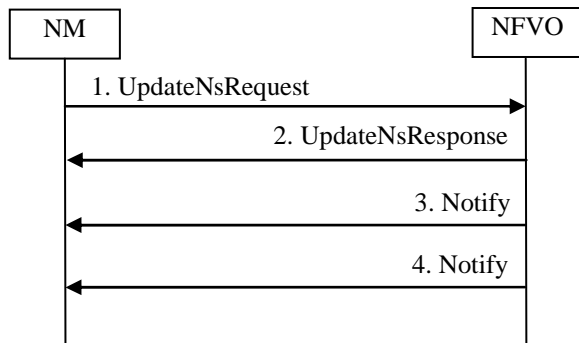 NM
NFVO
1. UpdateNsRequest
2. UpdateNsResponse
3. Notify
4. Notify